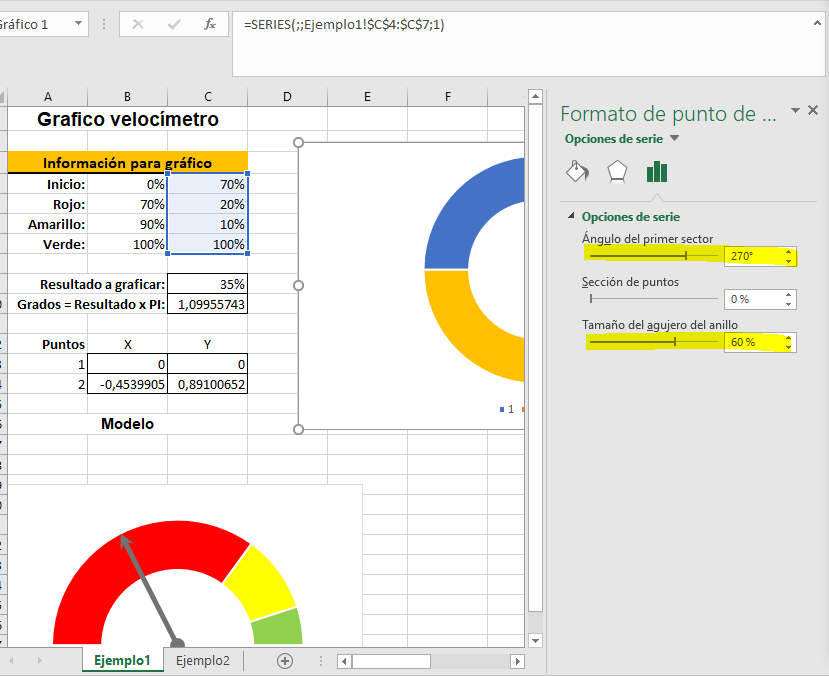 Gráfico 1
fx
=SERIES(;;Ejemplo1!$C$4:$C$7;1)
A B C D E F
Grafico velocímetro
Información para gráfico
Inicio: 0% 70%
Rojo: 70% 20%
Amarillo: 90% 10%
Verde: 100% 100%
Resultado a graficar: 35%
Grados = Resultado x PI: 1,09955743
Puntos X Y
1 0 0
2 -0,4539905 0,89100652
Modelo
1
Ejemplo1 Ejemplo2
Formato de punto de ...
Opciones de serie
Opciones de serie
Ángulo del primer sector
270°
Sección de puntos
0 %
Tamaño del agujero del anillo
60 %